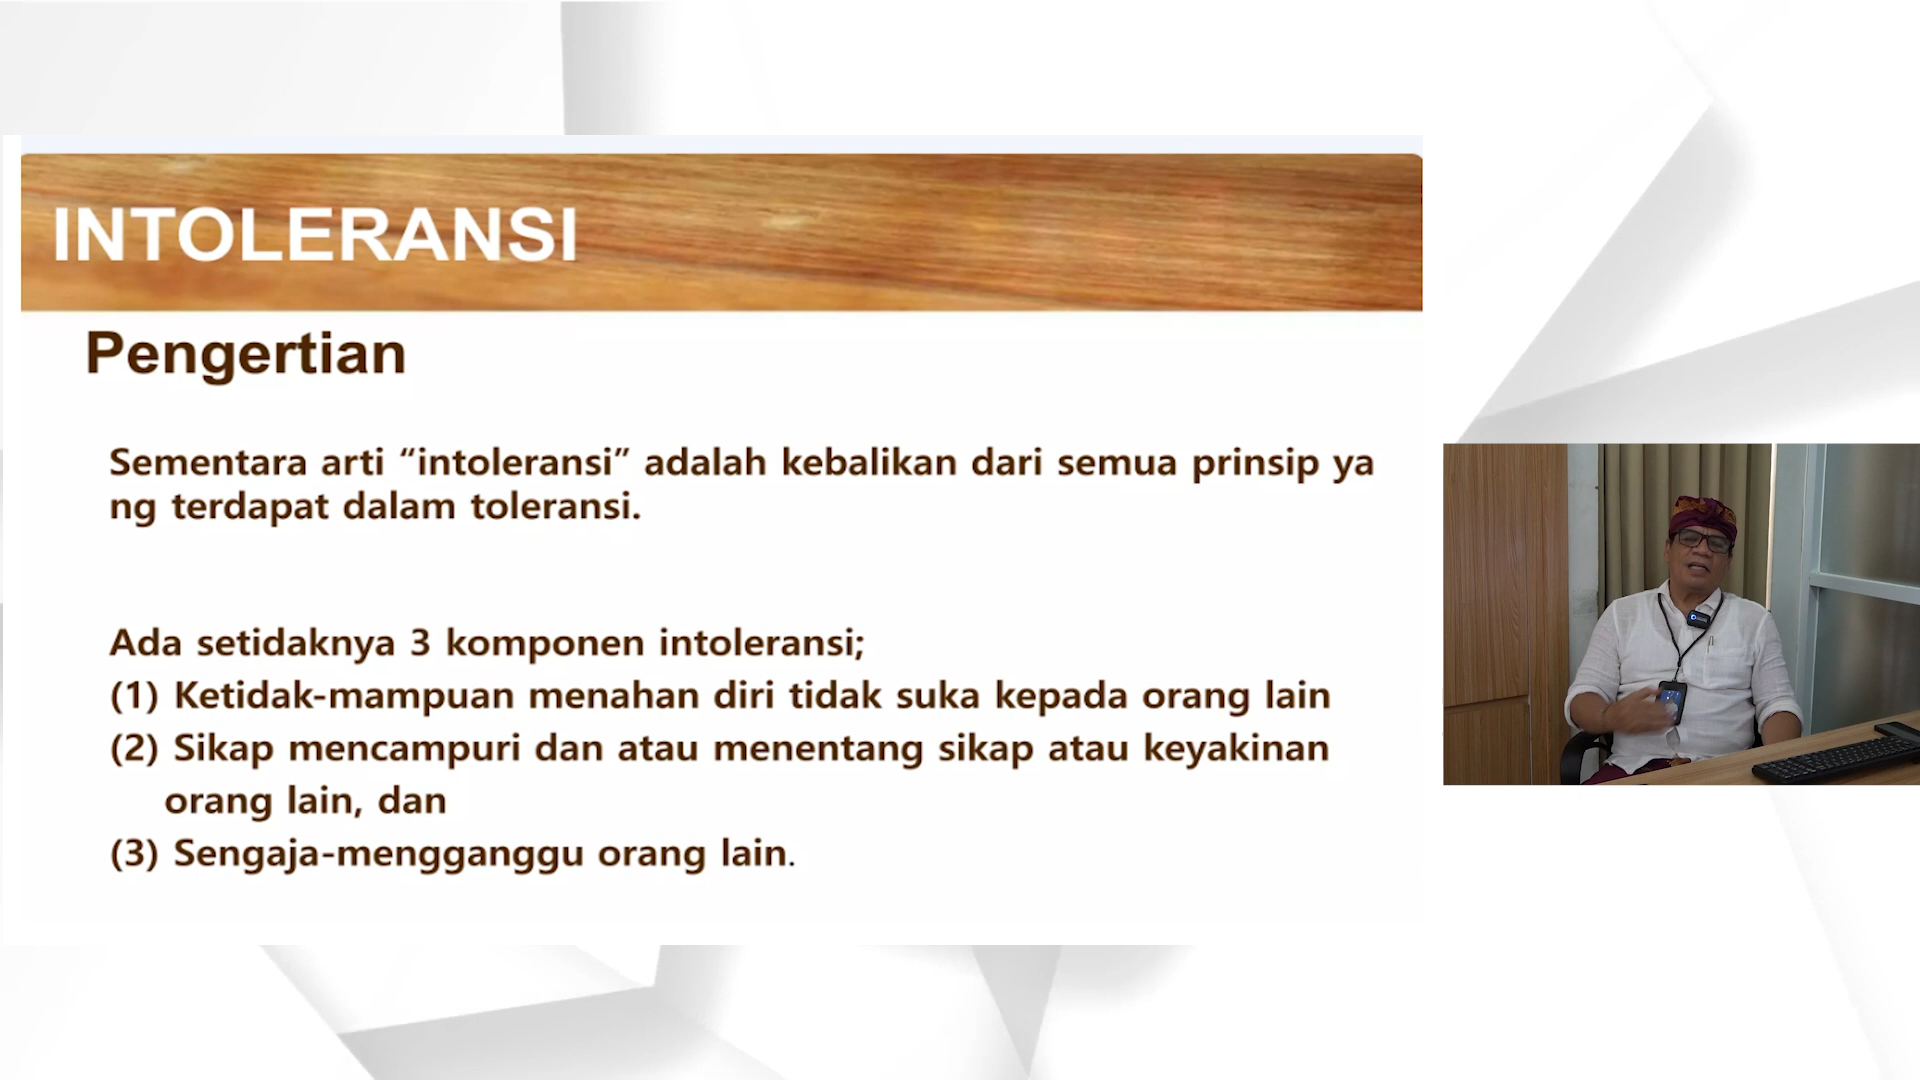 INTOLERANSI
Pengertian
Sementara arti “intoleransi” adalah kebalikan dari semua prinsip ya
ng terdapat dalam toleransi.
Ada setidaknya 3 komponen intoleransi;
(1) Ketidak-mampuan menahan diri tidak suka kepada orang lain
(2) Sikap mencampuri dan atau menentang sikap atau keyakinan
orang lain, dan
(3) Sengaja-mengganggu orang lain.